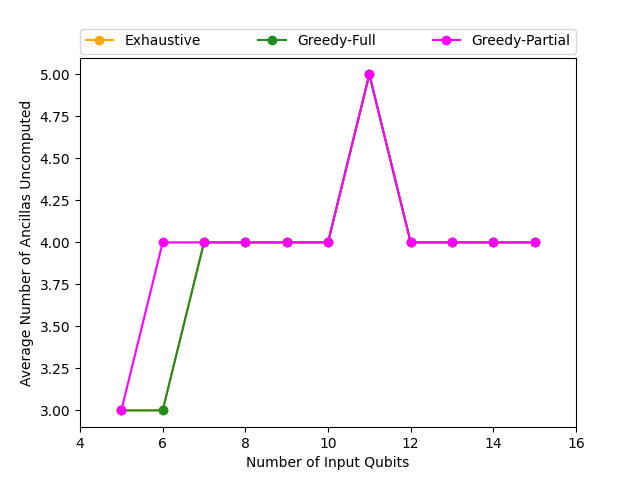 Exhaustive Greedy-Full Greedy-Partial
5.00
4.75
4.50
4.25
4.00
3.75
3.50
3.25
3.00
Average Number of Ancillas Uncomputed
4 6 8 10 12 14 16
Number of Input Qubits